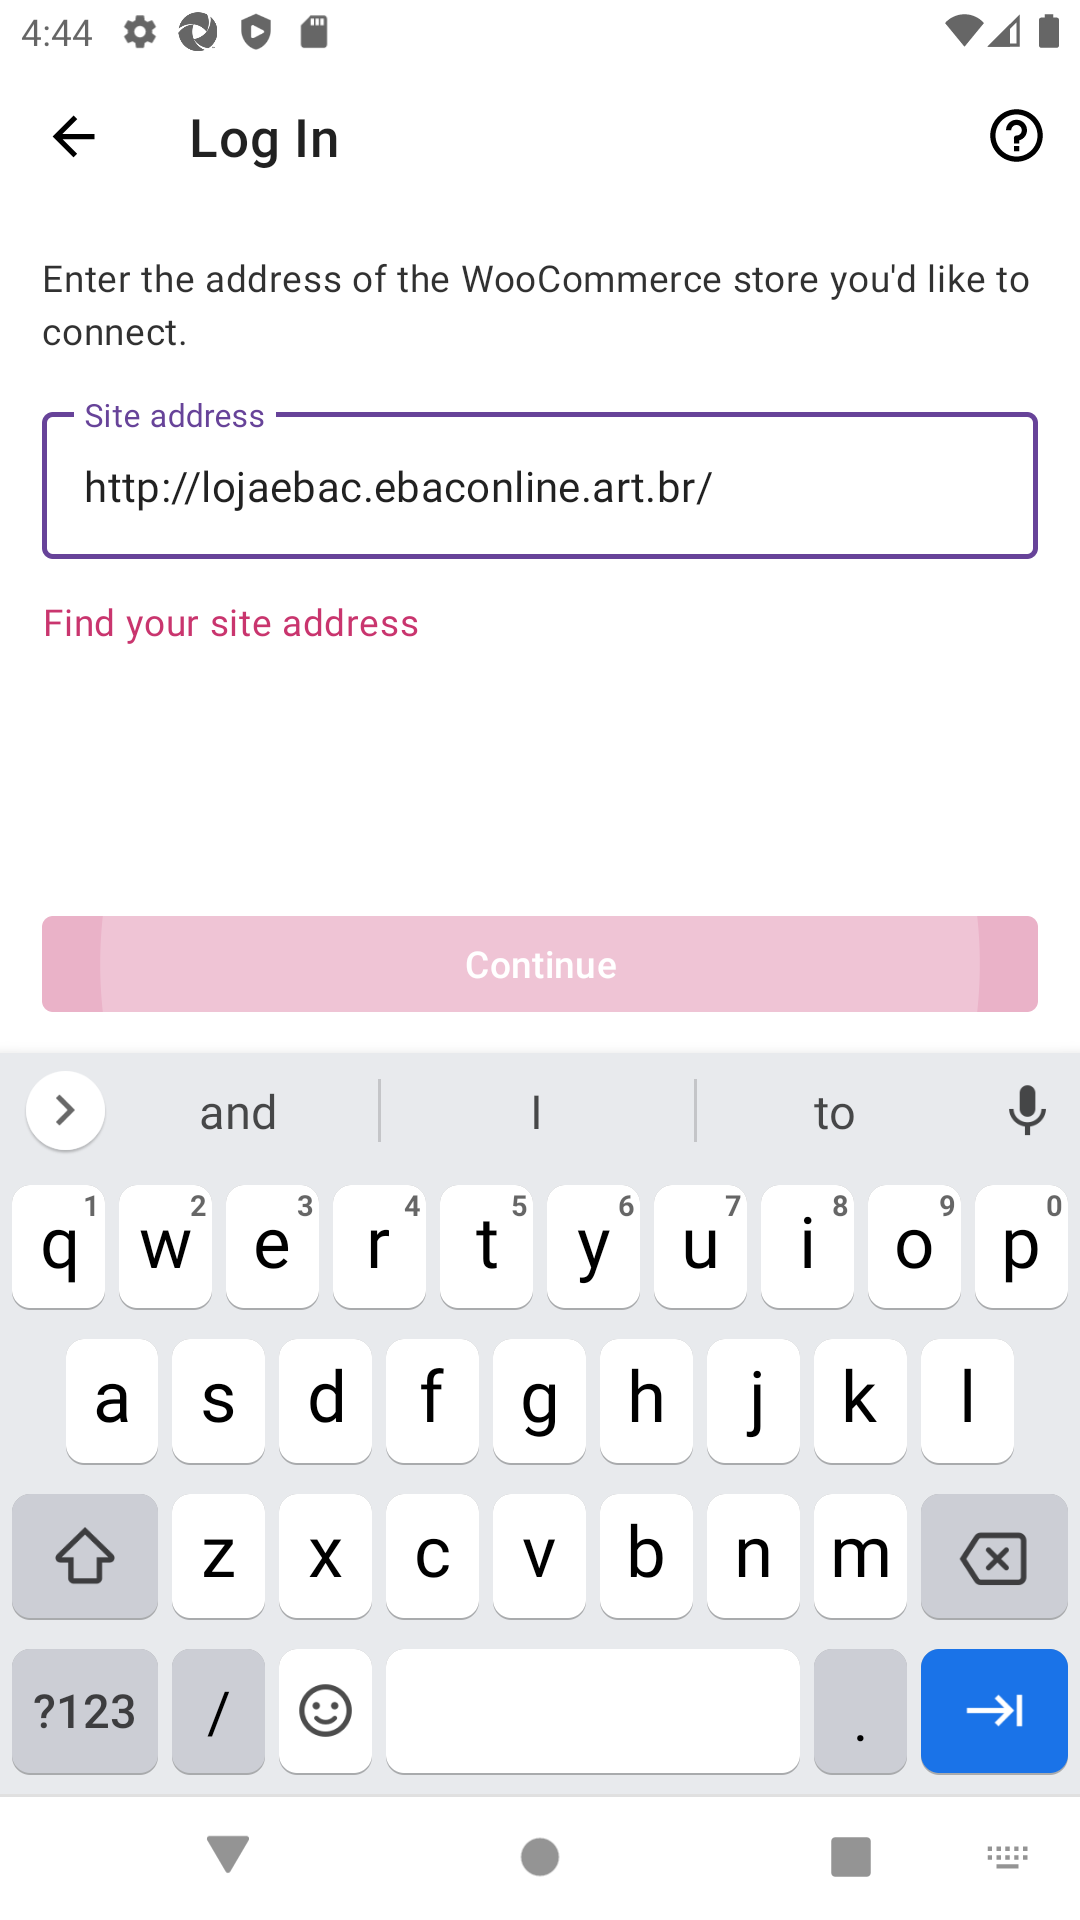 4:44
Log In
Enter the address of the WooCommerce store you'd like to
connect.
Site address
http://lojaebac.ebaconline.art.br/
Find your site address
Continue
and I to
1 2 3 4 5 6 7 8 9 0
q w e r t y u i o p
a s d f g h j k l
z x c v b n m
?123 / .